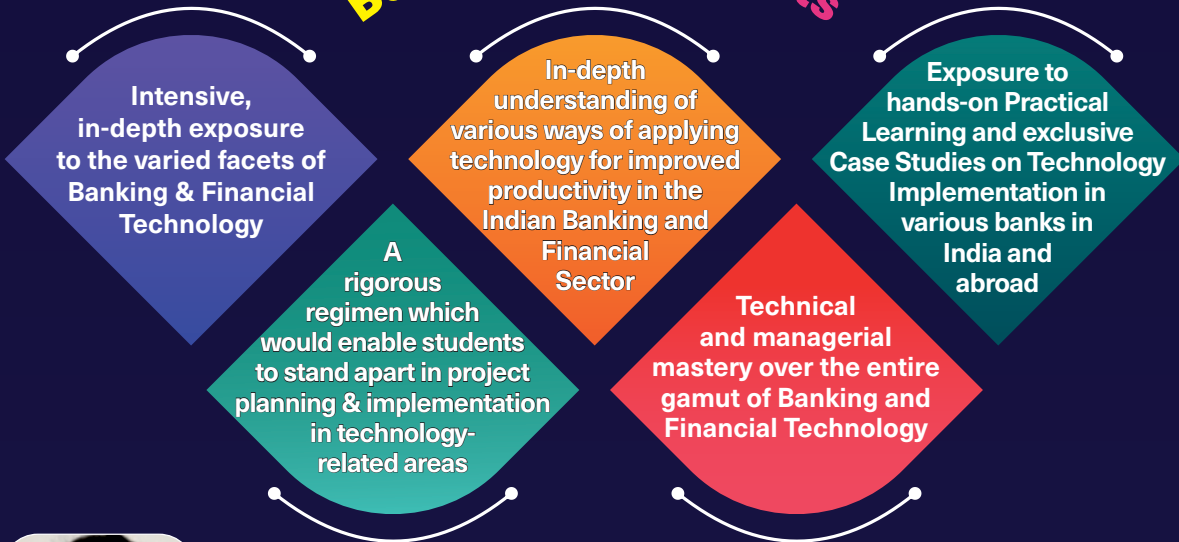 Intensive,
in-depth exposure
to the varied facets of
Banking & Financial
Technology
A
rigorous
regimen which
would enable students
to stand apart in project
planning & implementation
in technology-
related areas
In-depth
understanding of
various ways of applying
technology for improved
productivity in the
Indian Banking and
Financial
Sector
Technical
and managerial
mastery over the entire
gamut of Banking and
Financial Technology
Exposure to
hands-on Practical
Learning and exclusive
Case Studies on Technology
Implementation in
various banks in
India and
abroad